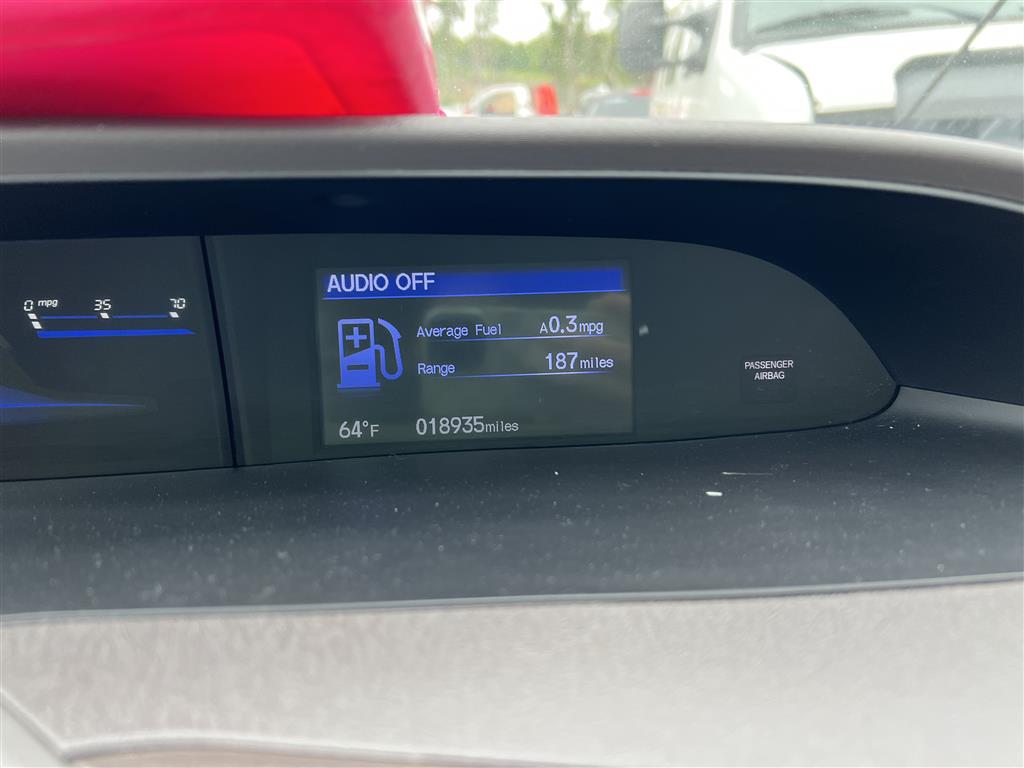 AUDIO OFF
0 mpg 35 70
Average Fuel A0.3mpg
Range 187miles
PASSENGER
AIRBAG
64°F 018935miles